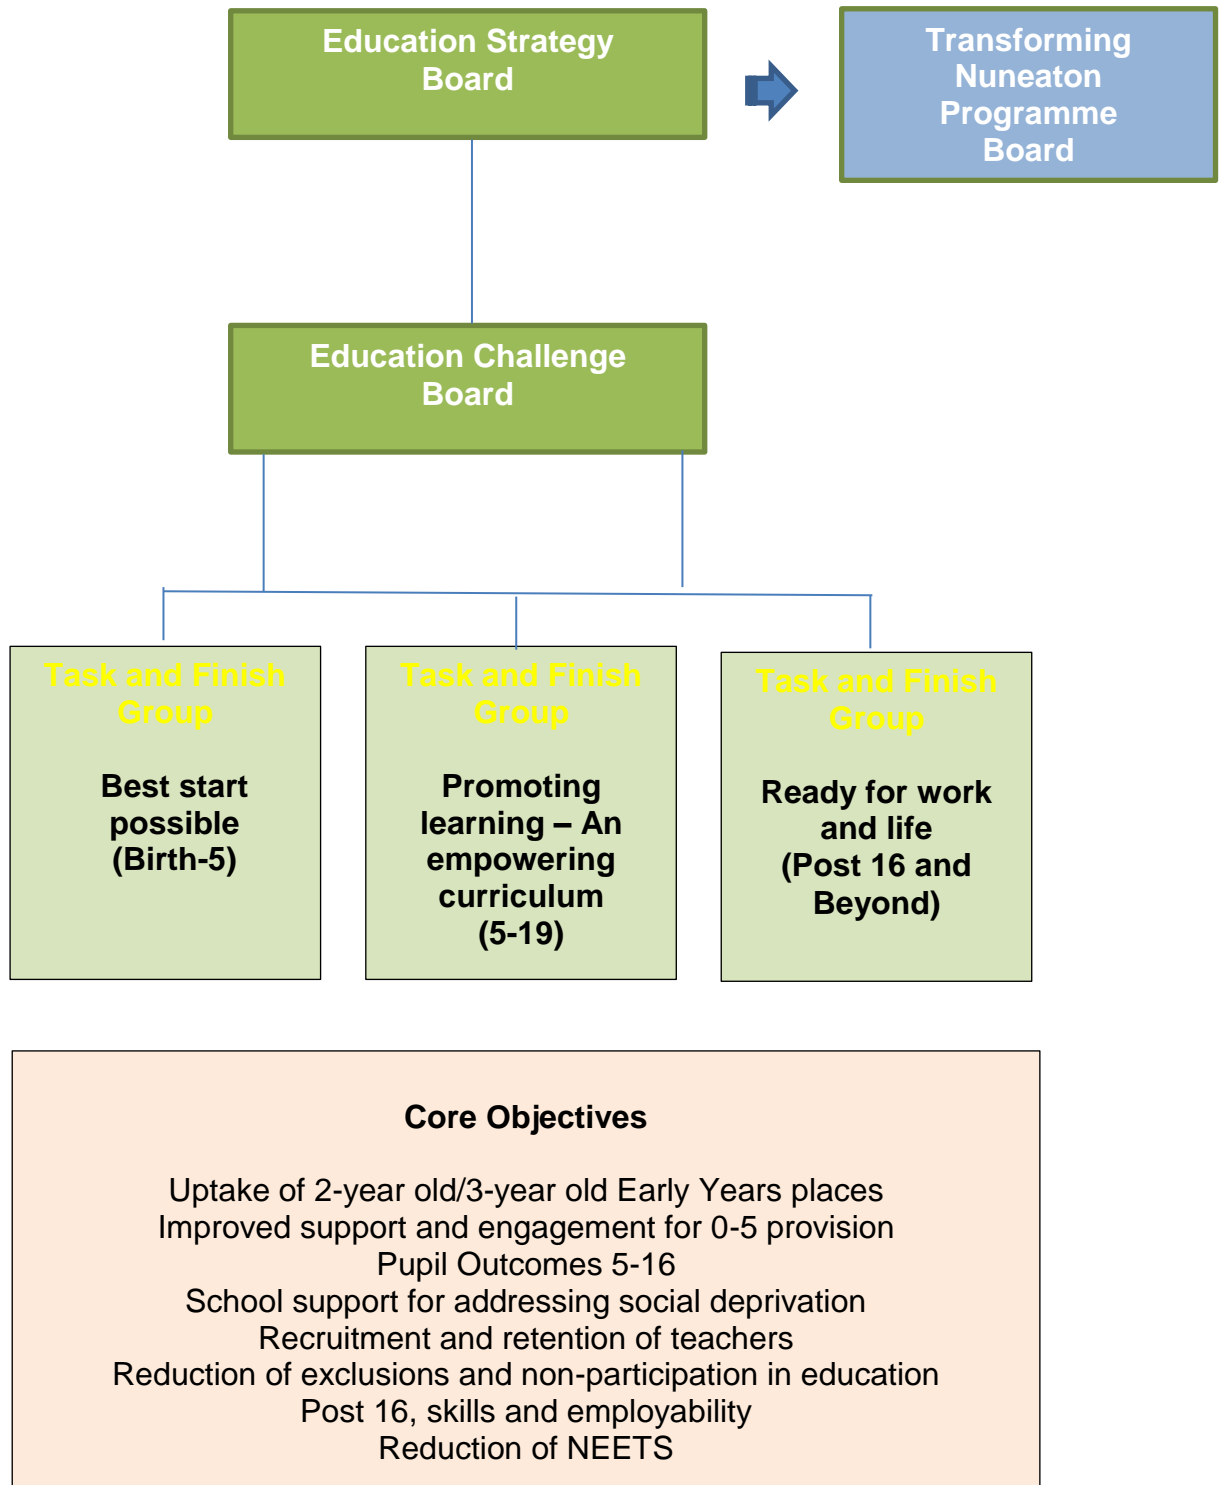 Education Strategy
Board
Transforming
Nuneaton
Programme
Board
Education Challenge
Board
Task and Finish
Group
Best start
possible
(Birth-5)
Task and Finish
Group
Promoting
learning – An
empowering
curriculum
(5-19)
Task and Finish
Group
Ready for work
and life
(Post 16 and
Beyond)
Core Objectives
Uptake of 2-year old/3-year old Early Years places
Improved support and engagement for 0-5 provision
Pupil Outcomes 5-16
School support for addressing social deprivation
Recruitment and retention of teachers
Reduction of exclusions and non-participation in education
Post 16, skills and employability
Reduction of NEETS